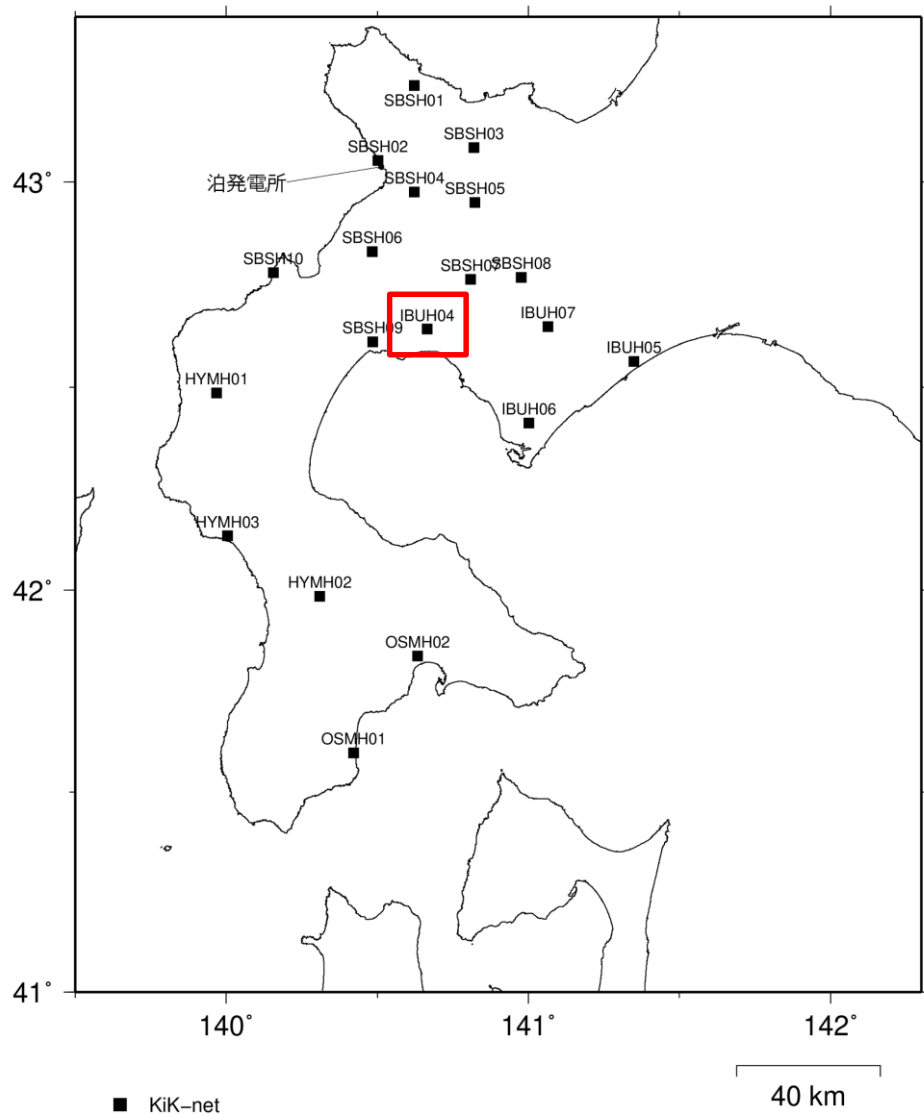 SBSH01
SBSH03
SBSH02
43˚
泊発電所
SBSH04
SBSH05
SBSH06
SBSH10
SBSH07
SBSH08
IBUH04
IBUH07
SBSH09
IBUH05
HYMH01
IBUH06
HYMH03
42˚
HYMH02
OSMH02
OSMH01
41˚
140˚
141˚
142˚
KiK−net
40 km